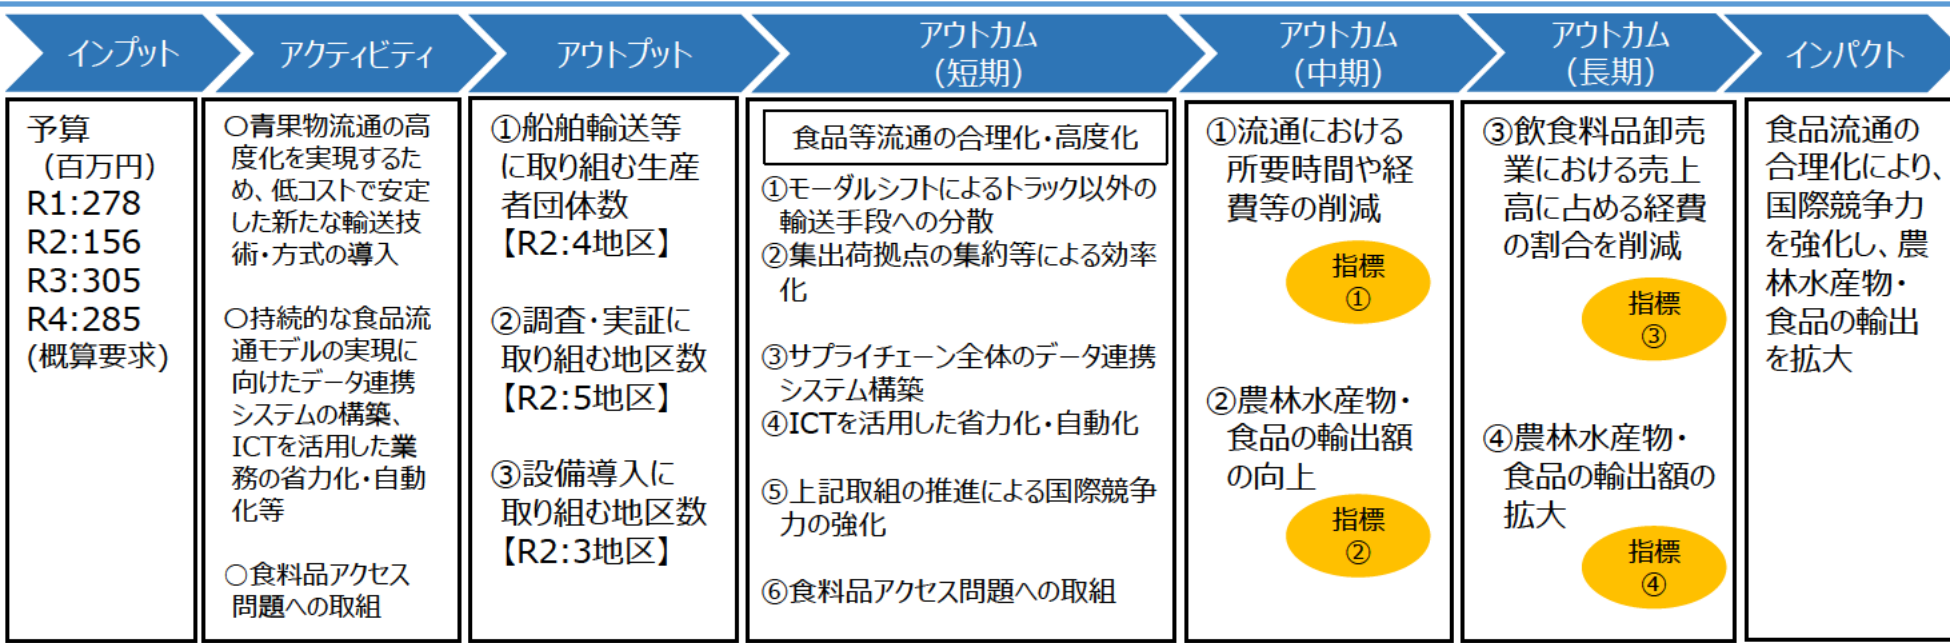 インプット
アクティビティ
アウトプット
アウトカム
（短期）
アウトカム
（中期）
アウトカム
（長期）
インパクト
予算
（百万円）
R1:278
R2:156
R3:305
R4:285
(概算要求)
○青果物流通の高
度化を実現するた
め、低コストで安定
した新たな輸送技
術・方式の導入
○持続的な食品流
通モデルの実現に
向けたデータ連携
システムの構築、
ICTを活用した業
務の省力化・自動
化等
○食料品アクセス
問題への取組
①船舶輸送等
に取り組む生産
者団体数
【R2:4地区】
②調査・実証に
取り組む地区数
【R2:5地区】
③設備導入に
取り組む地区数
【R2:3地区】
食品等流通の合理化・高度化
①モーダルシフトによるトラック以外の
輸送手段への分散
②集出荷拠点の集約等による効率
化
③サプライチェーン全体のデータ連携
システム構築
④ICTを活用した省力化・自動化
⑤上記取組の推進による国際競争
力の強化
⑥食料品アクセス問題への取組
①流通における
所要時間や経
費等の削減
指標
①
②農林水産物・
食品の輸出額
の向上
指標
②
③飲食料品卸売
業における売上
高に占める経費
の割合を削減
指標
③
④農林水産物・
食品の輸出額の
拡大
指標
④
食品流通の
合理化により、
国際競争力
を強化し、農
林水産物・
食品の輸出
を拡大